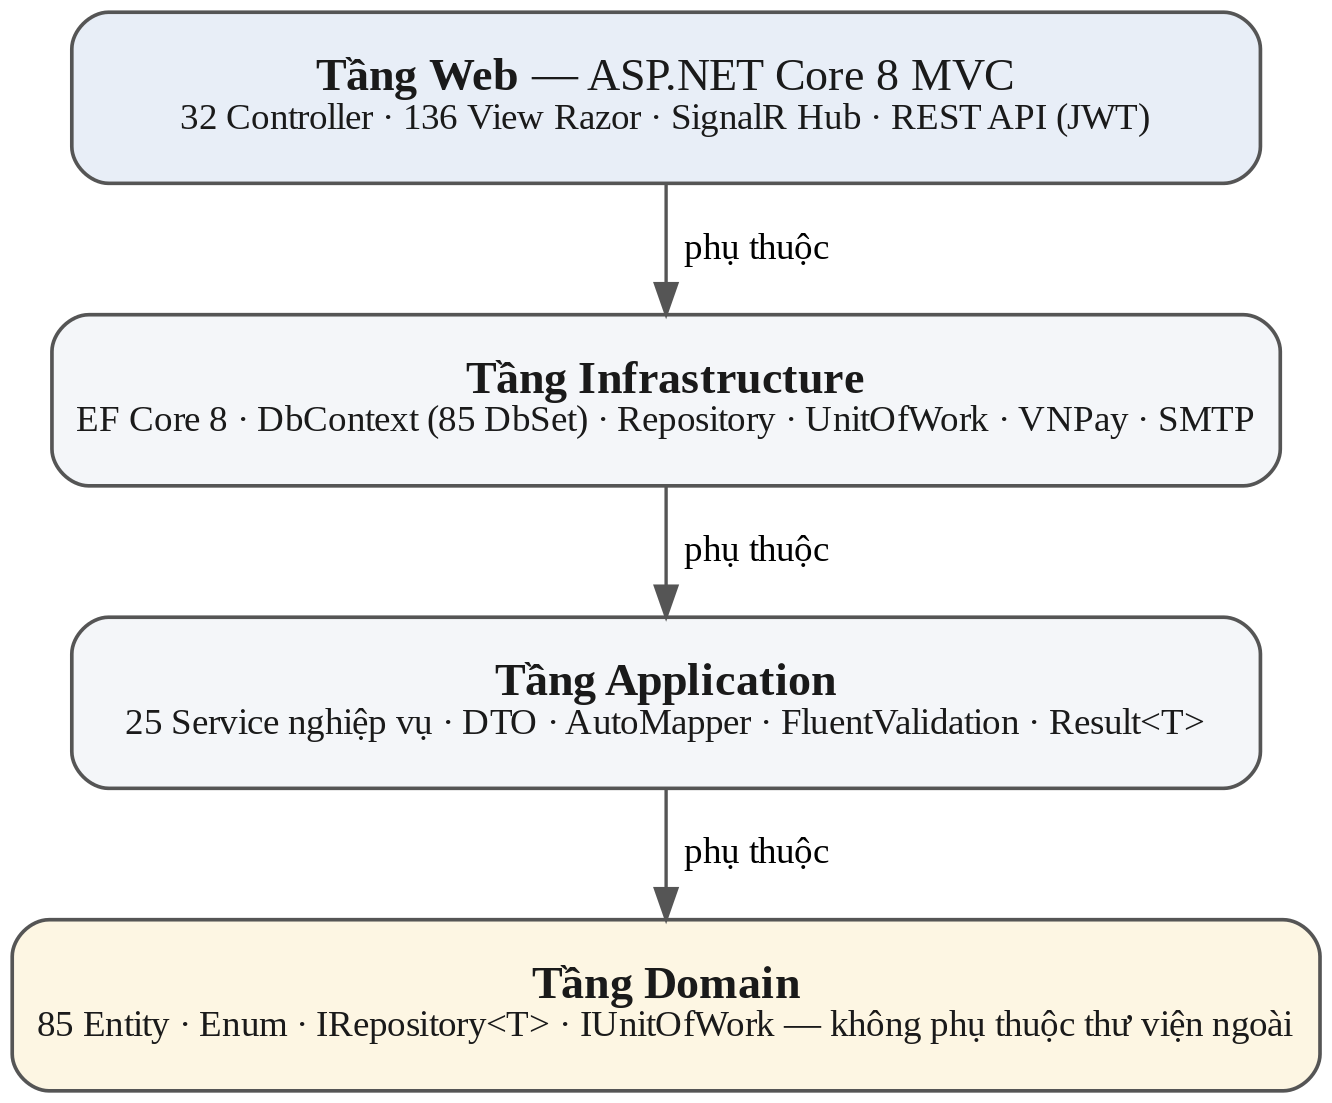 Tầng Web — ASP.NET Core 8 MVC
32 Controller · 136 View Razor · SignalR Hub · REST API (JWT)
phụ thuộc
Tầng Infrastructure
EF Core 8 · DbContext (85 DbSet) · Repository · UnitOfWork · VNPay · SMTP
phụ thuộc
Tầng Application
25 Service nghiệp vụ · DTO · AutoMapper · FluentValidation · Result<T>
phụ thuộc
Tầng Domain
85 Entity · Enum · IRepository<T> · IUnitOfWork — không phụ thuộc thư viện ngoài